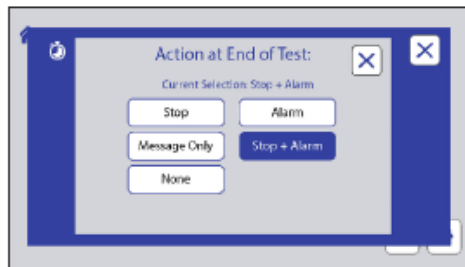 Action at End of Test:
Current Selection: Stop + Alarm
Stop
Alarm
Message Only
Stop + Alarm
None